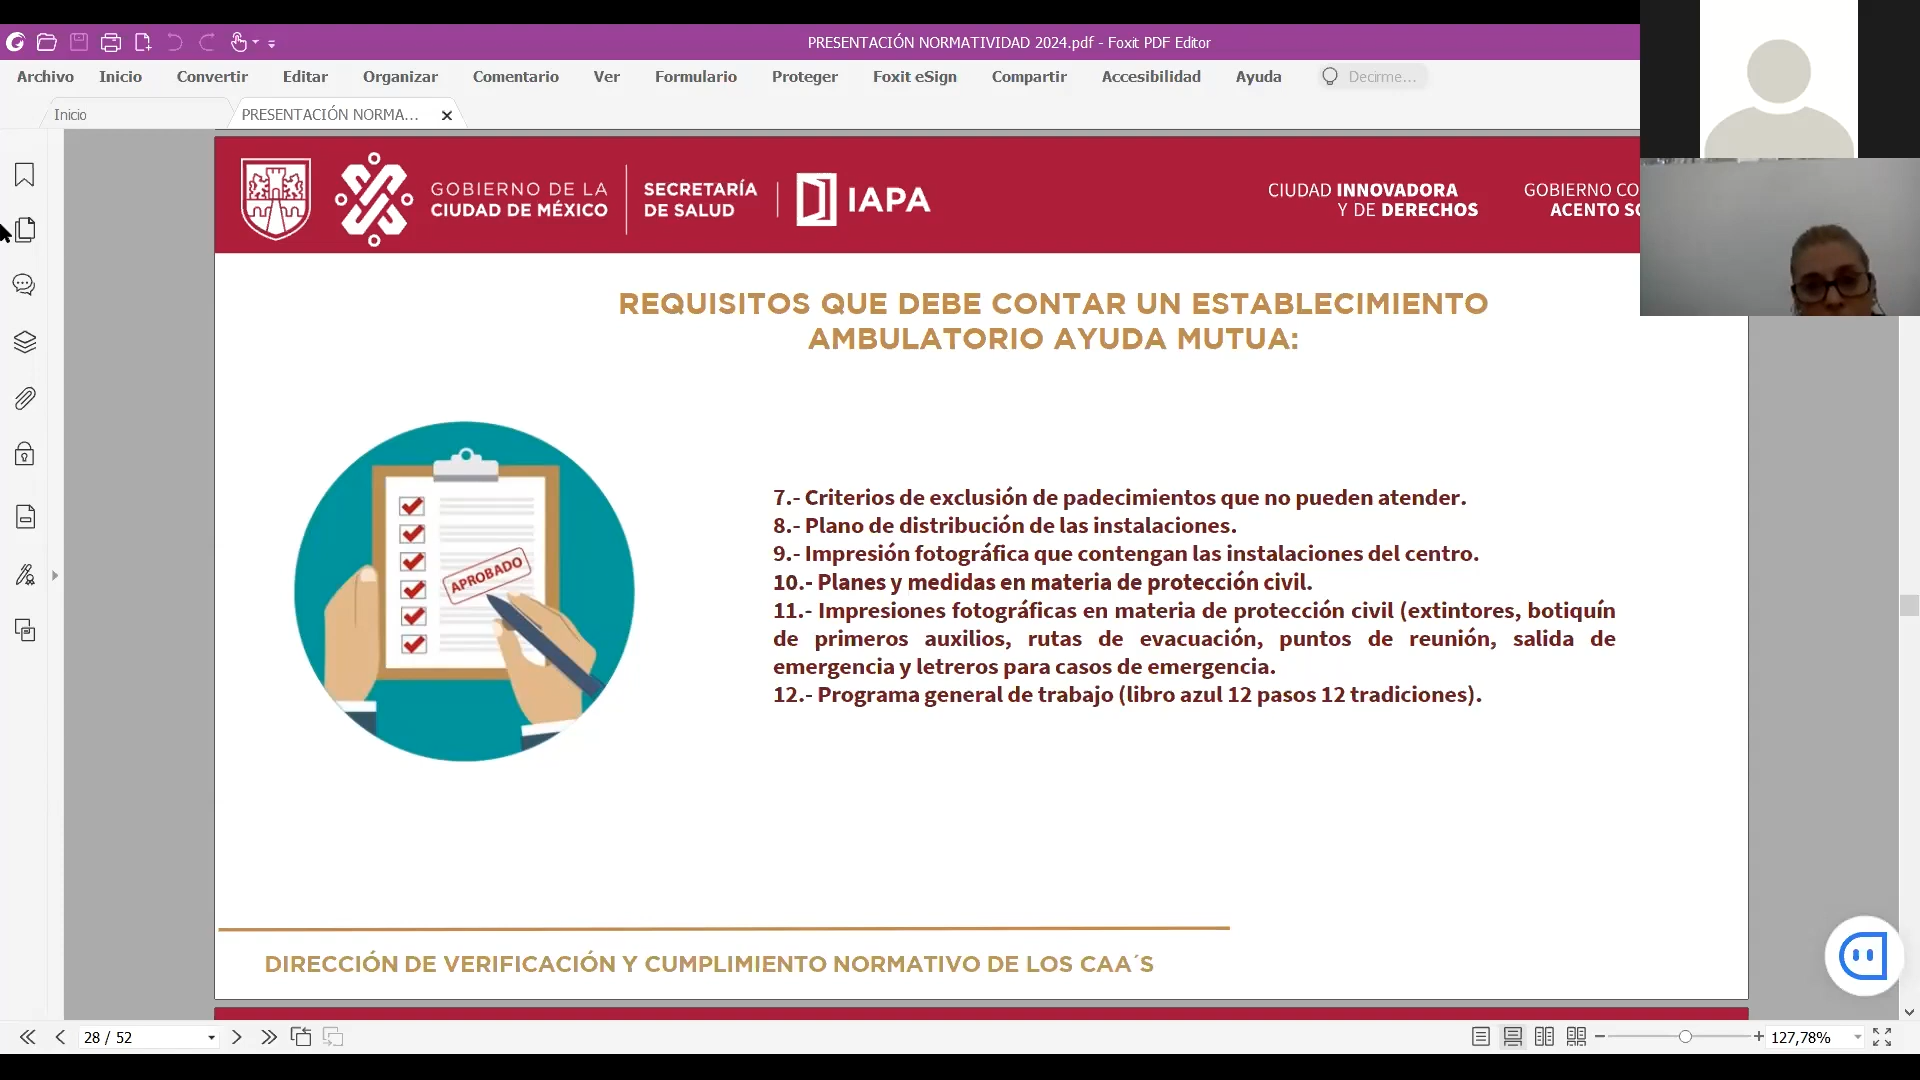 PRESENTACIÓN NORMATIVIDAD 2024.pdf - Foxit PDF Editor
Archivo Inicio Convertir Editar Organizar Comentario Ver Formulario Proteger Foxit eSign Compartir Accesibilidad Ayuda Decirme...
Inicio PRESENTACIÓN NORMA...
GOBIERNO DE LA
CIUDAD DE MÉXICO
SECRETARÍA
DE SALUD
IAPA
CIUDAD INNOVADORA
Y DE DERECHOS
GOBIERNO CO
ACENTO SO
REQUISITOS QUE DEBE CONTAR UN ESTABLECIMIENTO
AMBULATORIO AYUDA MUTUA:
APROBADO
7.- Criterios de exclusión de padecimientos que no pueden atender.
8.- Plano de distribución de las instalaciones.
9.- Impresión fotográfica que contengan las instalaciones del centro.
10.- Planes y medidas en materia de protección civil.
11.- Impresiones fotográficas en materia de protección civil (extintores, botiquín
de primeros auxilios, rutas de evacuación, puntos de reunión, salida de
emergencia y letreros para casos de emergencia.
12.- Programa general de trabajo (libro azul 12 pasos 12 tradiciones).
DIRECCIÓN DE VERIFICACIÓN Y CUMPLIMIENTO NORMATIVO DE LOS CAA´S
28 / 52
127,78%